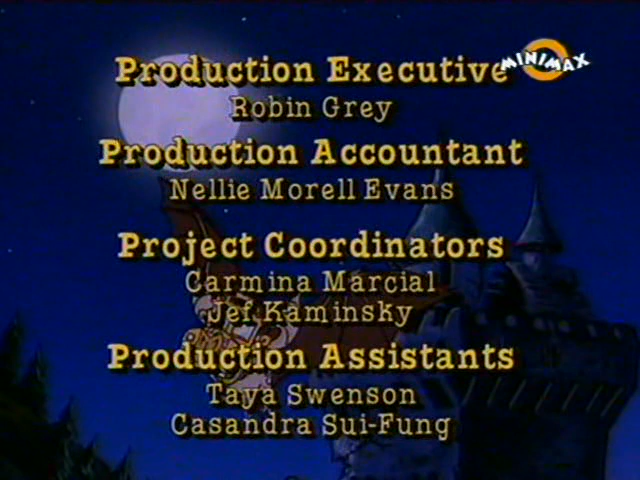 MINIMAX
Production Executive
Robin Grey
Production Accountant
Nellie Morell Evans
Project Coordinators
Carmina Marcial
Jef Kaminsky
Production Assistants
Taya Swenson
Casandra Sui-Fung